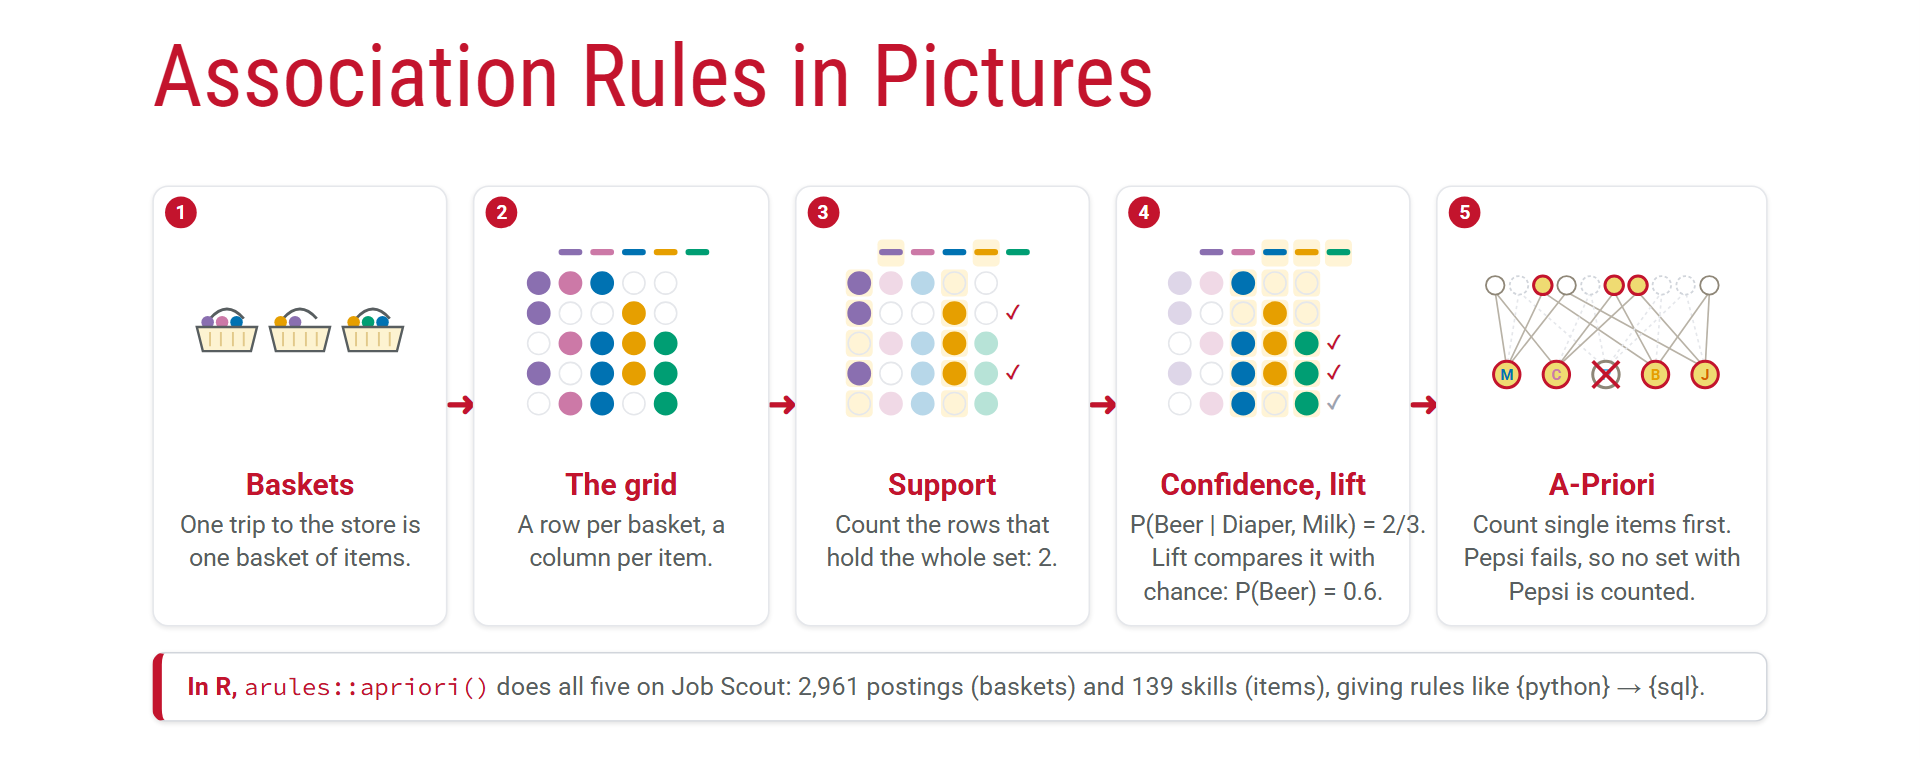 Association Rules in Pictures
1
2
3
4
5
✓
✓
✓
✓
✓
M
C
B
J
Baskets
One trip to the store is
one basket of items.
The grid
A row per basket, a
column per item.
Support
Count the rows that
hold the whole set: 2.
Confidence, lift
P(Beer | Diaper, Milk) = 2/3.
Lift compares it with
chance: P(Beer) = 0.6.
A-Priori
Count single items first.
Pepsi fails, so no set with
Pepsi is counted.
In R, arules::apriori() does all five on Job Scout: 2,961 postings (baskets) and 139 skills (items), giving rules like {python} → {sql}.